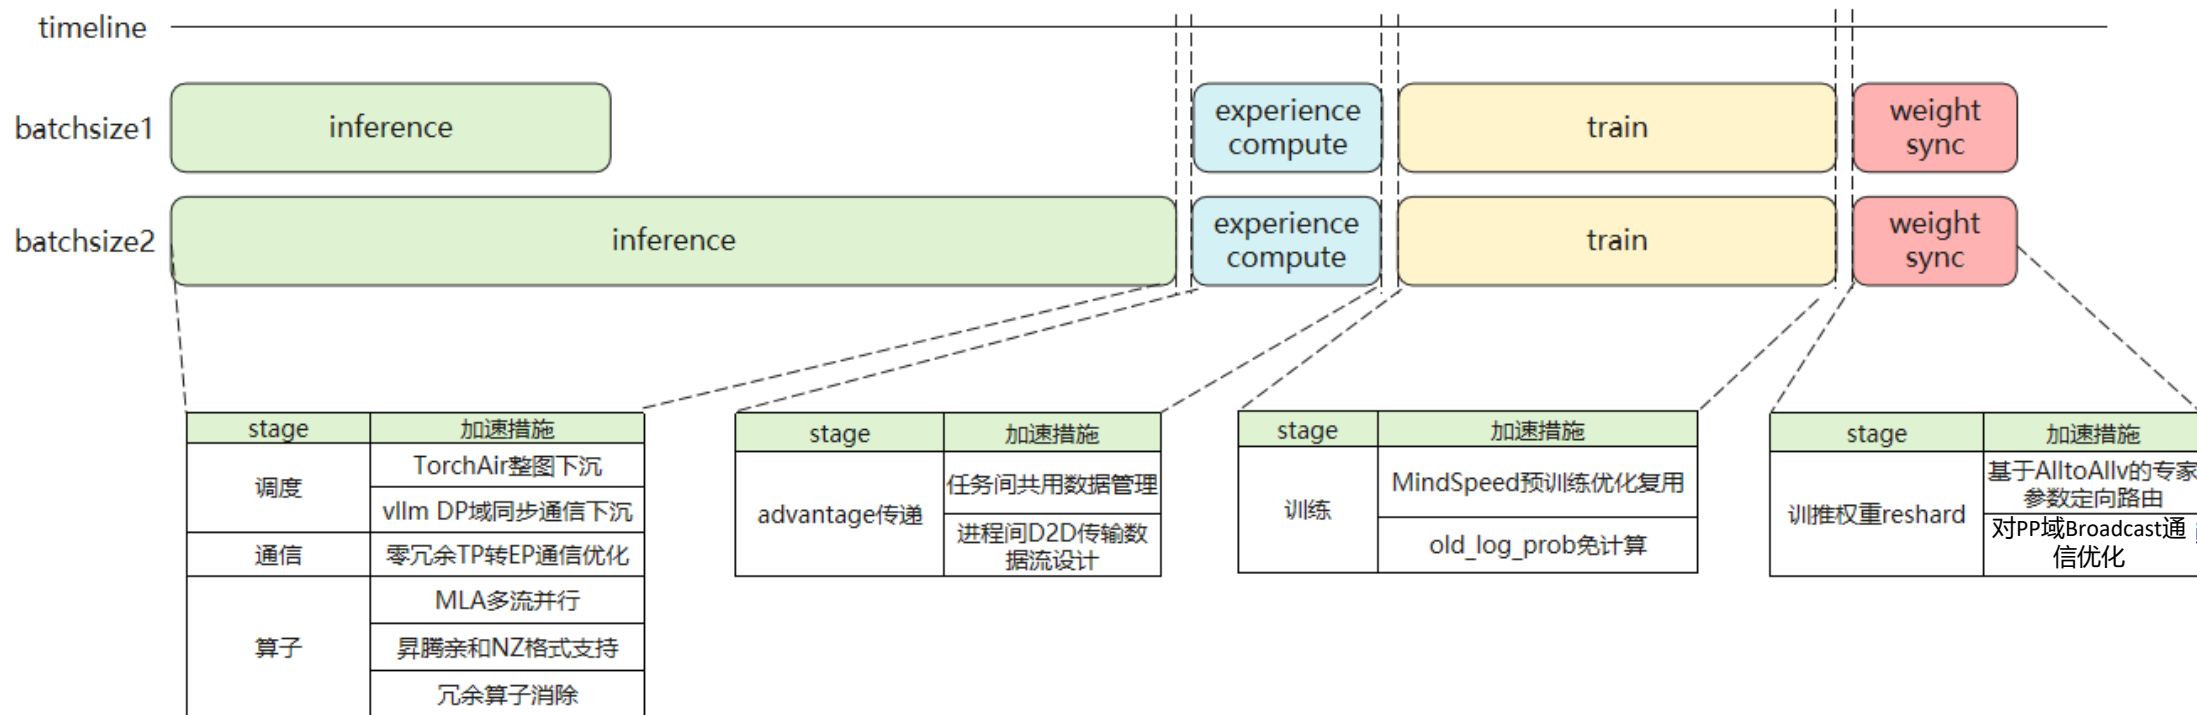 timeline
batchsize1
inference
experience
compute
train
weight
sync
batchsize2
inference
experience
compute
train
weight
sync
stage
加速措施
调度
TorchAir整图下沉
vllm DP域同步通信下沉
通信
零冗余TP转EP通信优化
算子
MLA多流并行
昇腾亲和NZ格式支持
冗余算子消除
stage
加速措施
advantage传递
任务间共用数据管理
进程间D2D传输数
据流设计
stage
加速措施
训练
MindSpeed预训练优化复用
old_log_prob免计算
stage
加速措施
训推权重reshard
基于AlltoAllv的专家
参数定向路由
对PP域Broadcast通
信优化